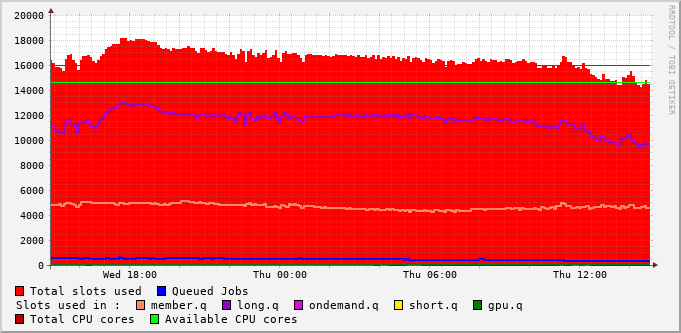 20000
18000
16000
14000
12000
10000
8000
6000
4000
2000
0
Wed 18:00 Thu 00:00 Thu 06:00 Thu 12:00
RRDTOOL / TOBI OETIKER
Total slots used Queued Jobs
Slots used in : member.q long.q ondemand.q short.q gpu.q
Total CPU cores Available CPU cores